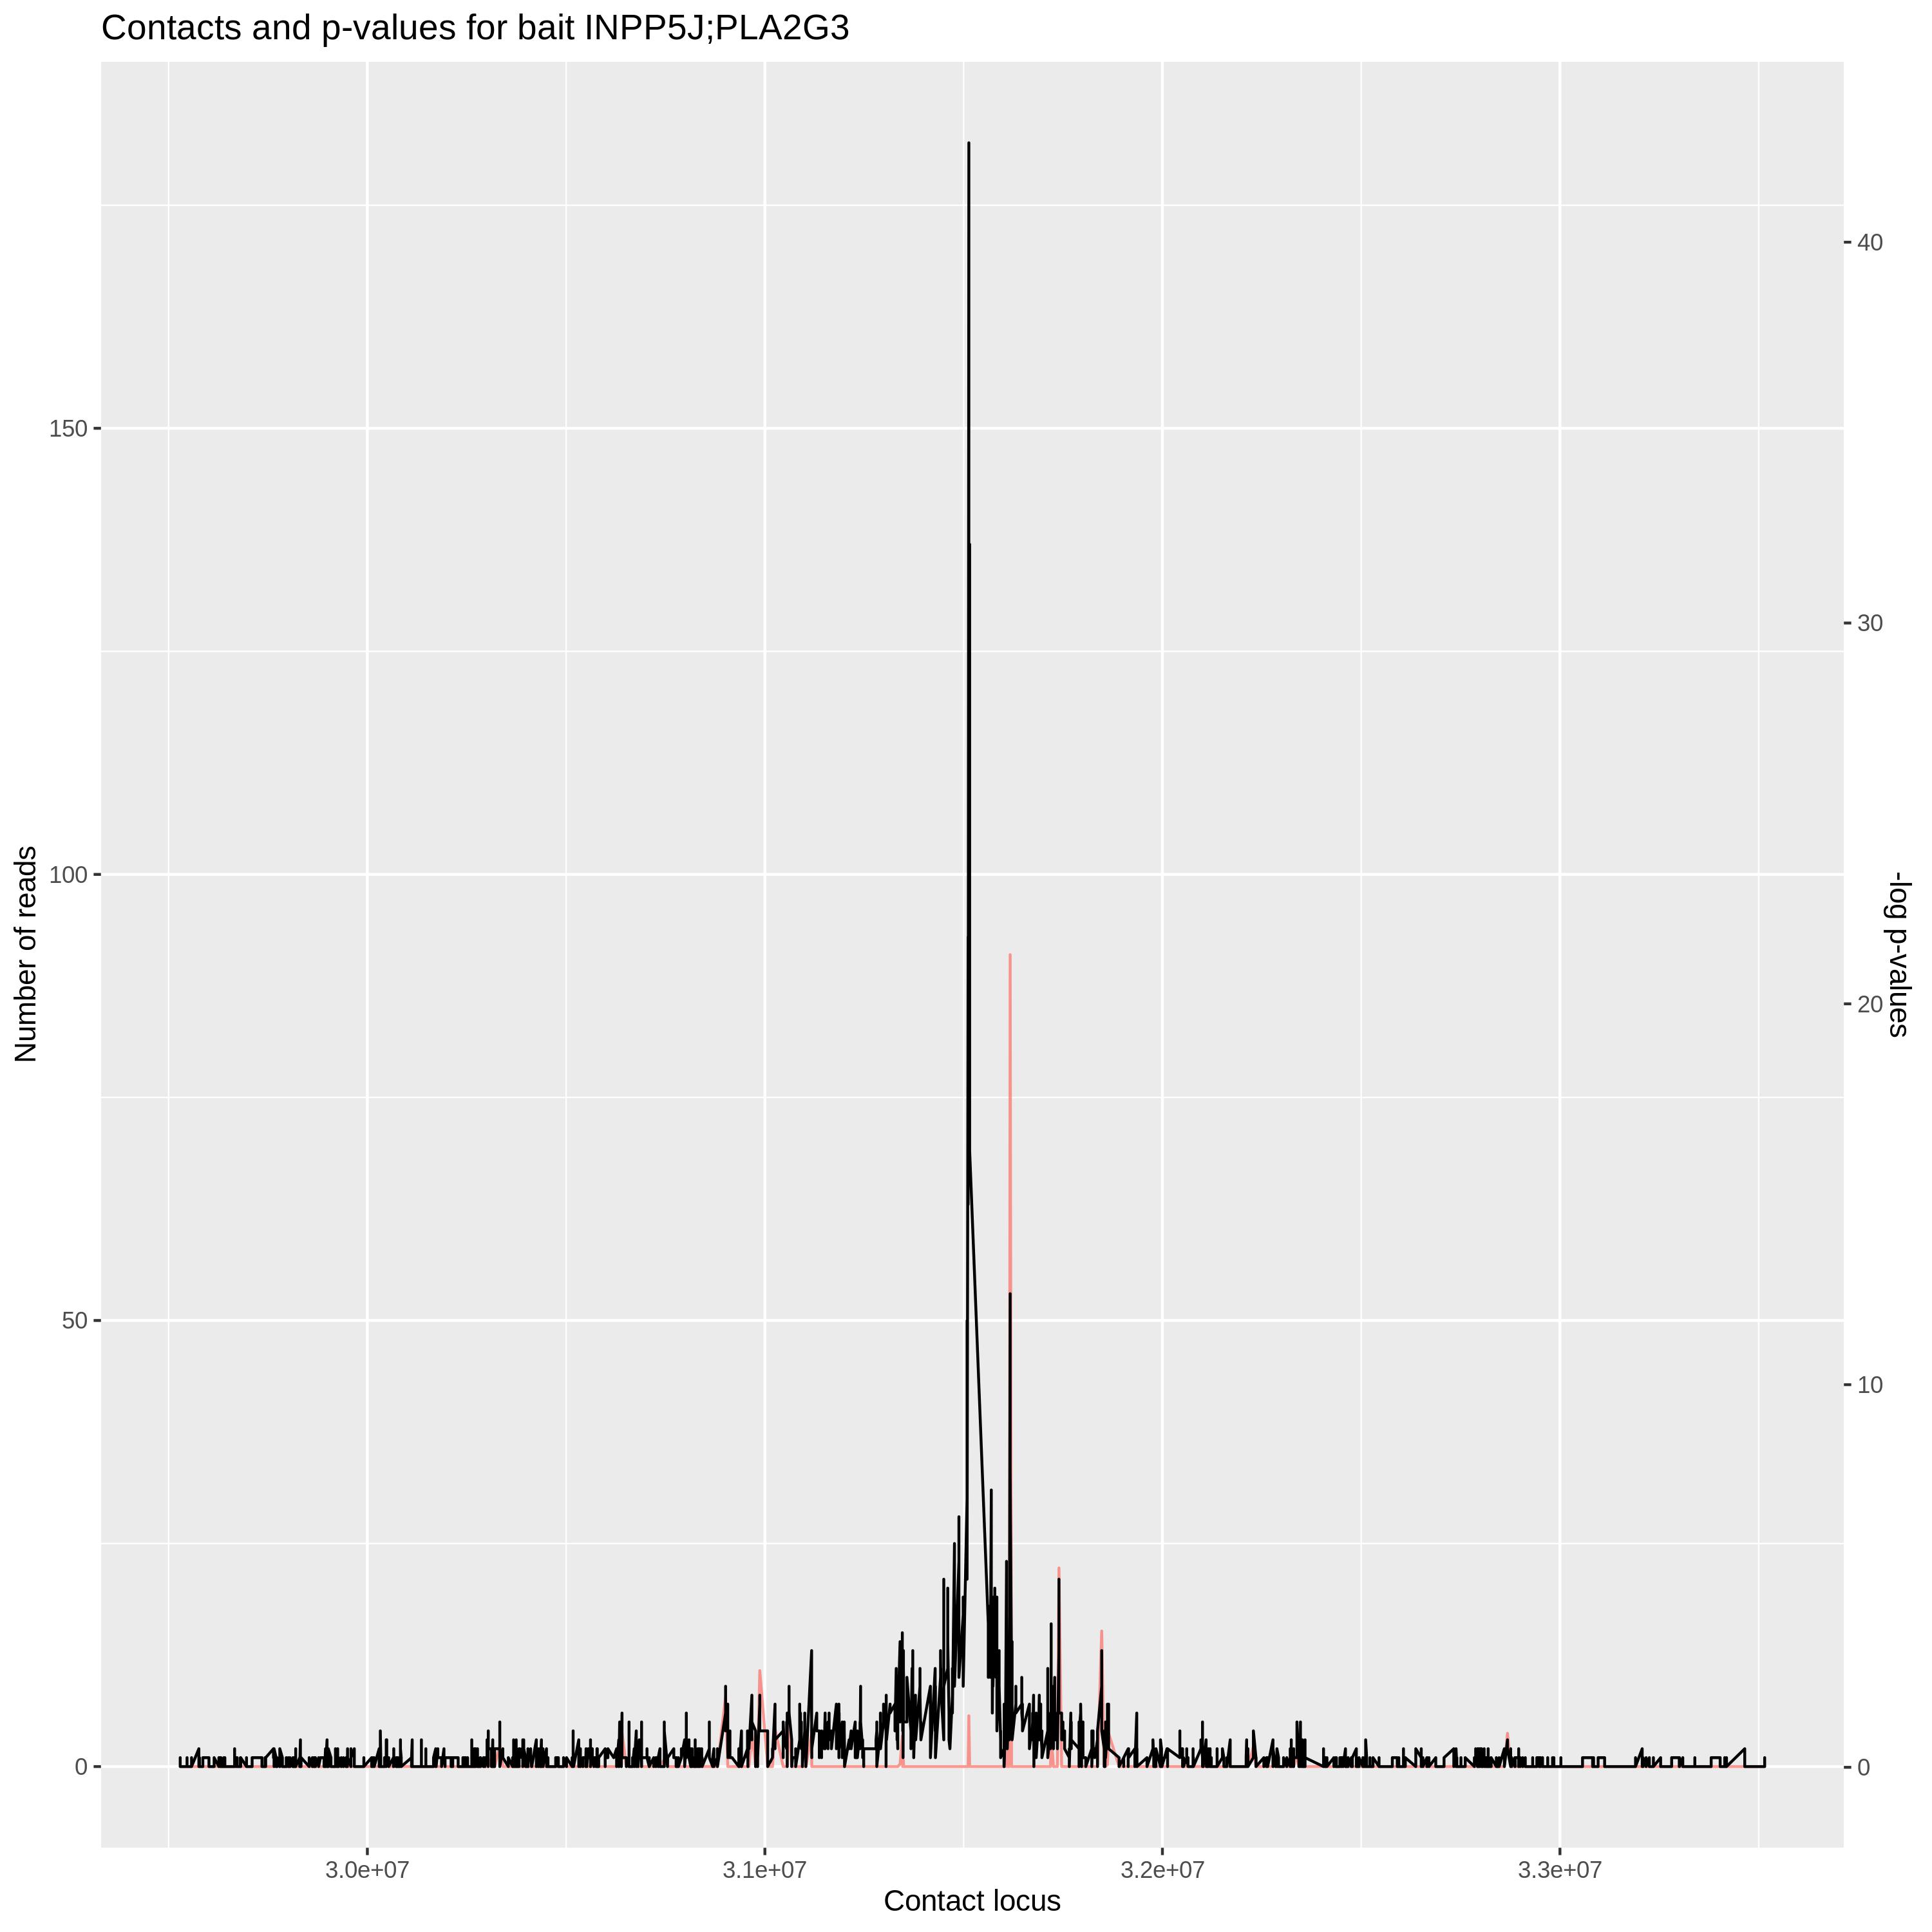 Contacts and p-values for bait INPP5J;PLA2G3
Number of reads
150
100
50
0
40
30
20
10
0
-log p-values
3.0e+07
3.1e+07
3.2e+07
3.3e+07
Contact locus